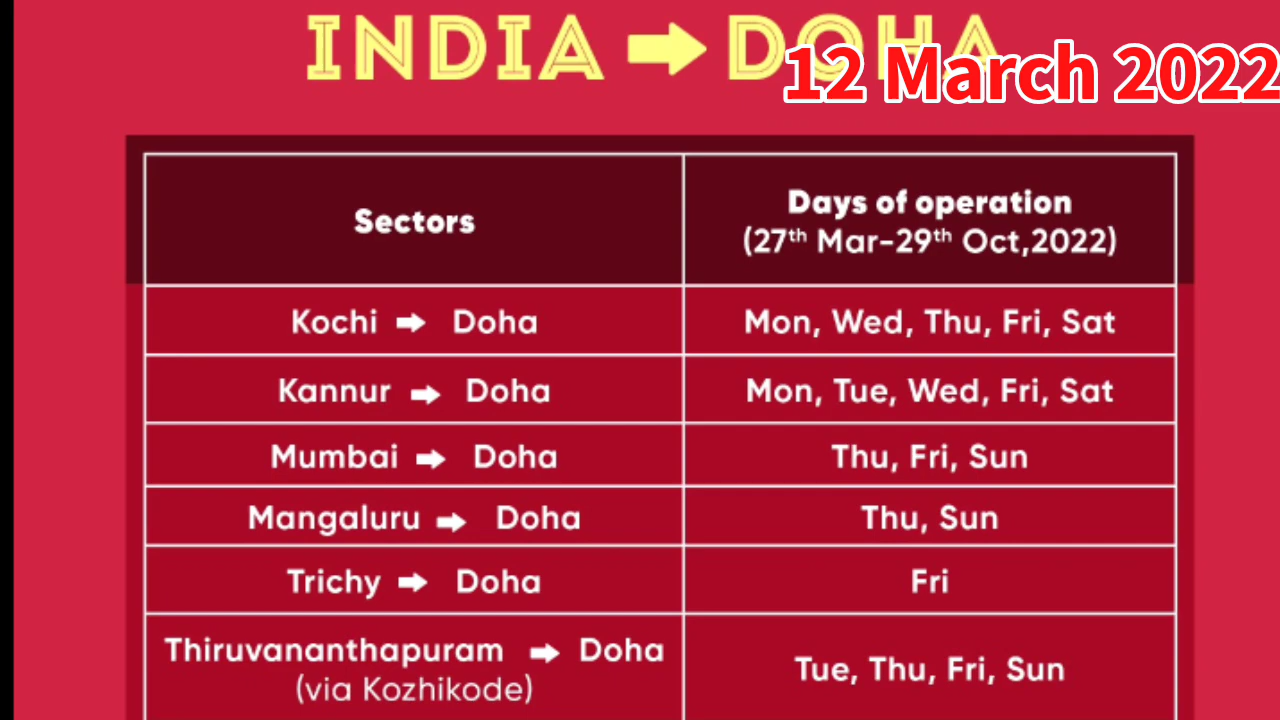 INDIA ➡ DOHA
12 March 2022
Sectors
Days of operation
(27th Mar-29th Oct,2022)
Kochi ➡ Doha
Mon, Wed, Thu, Fri, Sat
Kannur ➡ Doha
Mon, Tue, Wed, Fri, Sat
Mumbai ➡ Doha
Thu, Fri, Sun
Mangaluru ➡ Doha
Thu, Sun
Trichy ➡ Doha
Fri
Thiruvananthapuram ➡ Doha
(via Kozhikode)
Tue, Thu, Fri, Sun